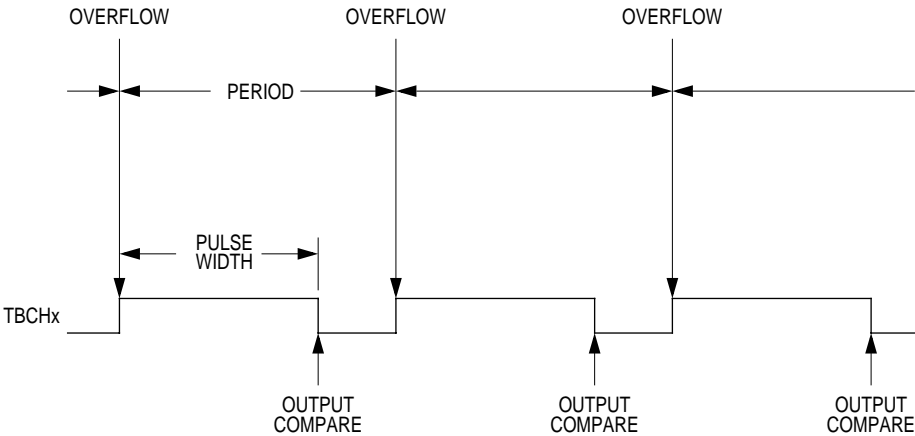 OVERFLOW
OVERFLOW
OVERFLOW
PERIOD
PULSE
WIDTH
TBCHx
OUTPUT
COMPARE
OUTPUT
COMPARE
OUTPUT
COMPARE